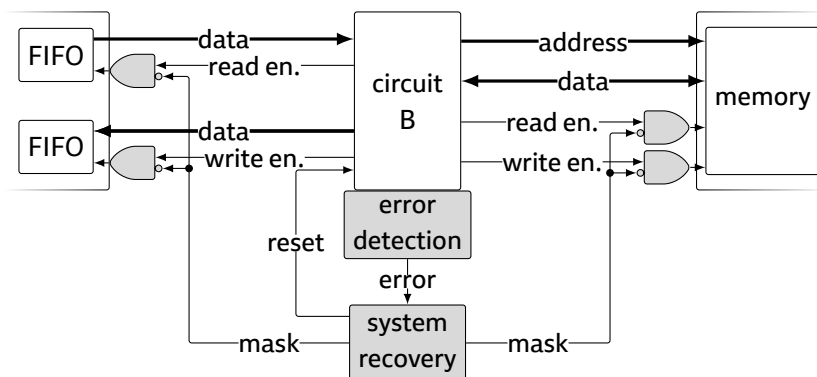 FIFO
data
read en.
FIFO
data
write en.
circuit
B
address
data
read en.
write en.
memory
error
detection
reset
error
system
recovery
mask
mask